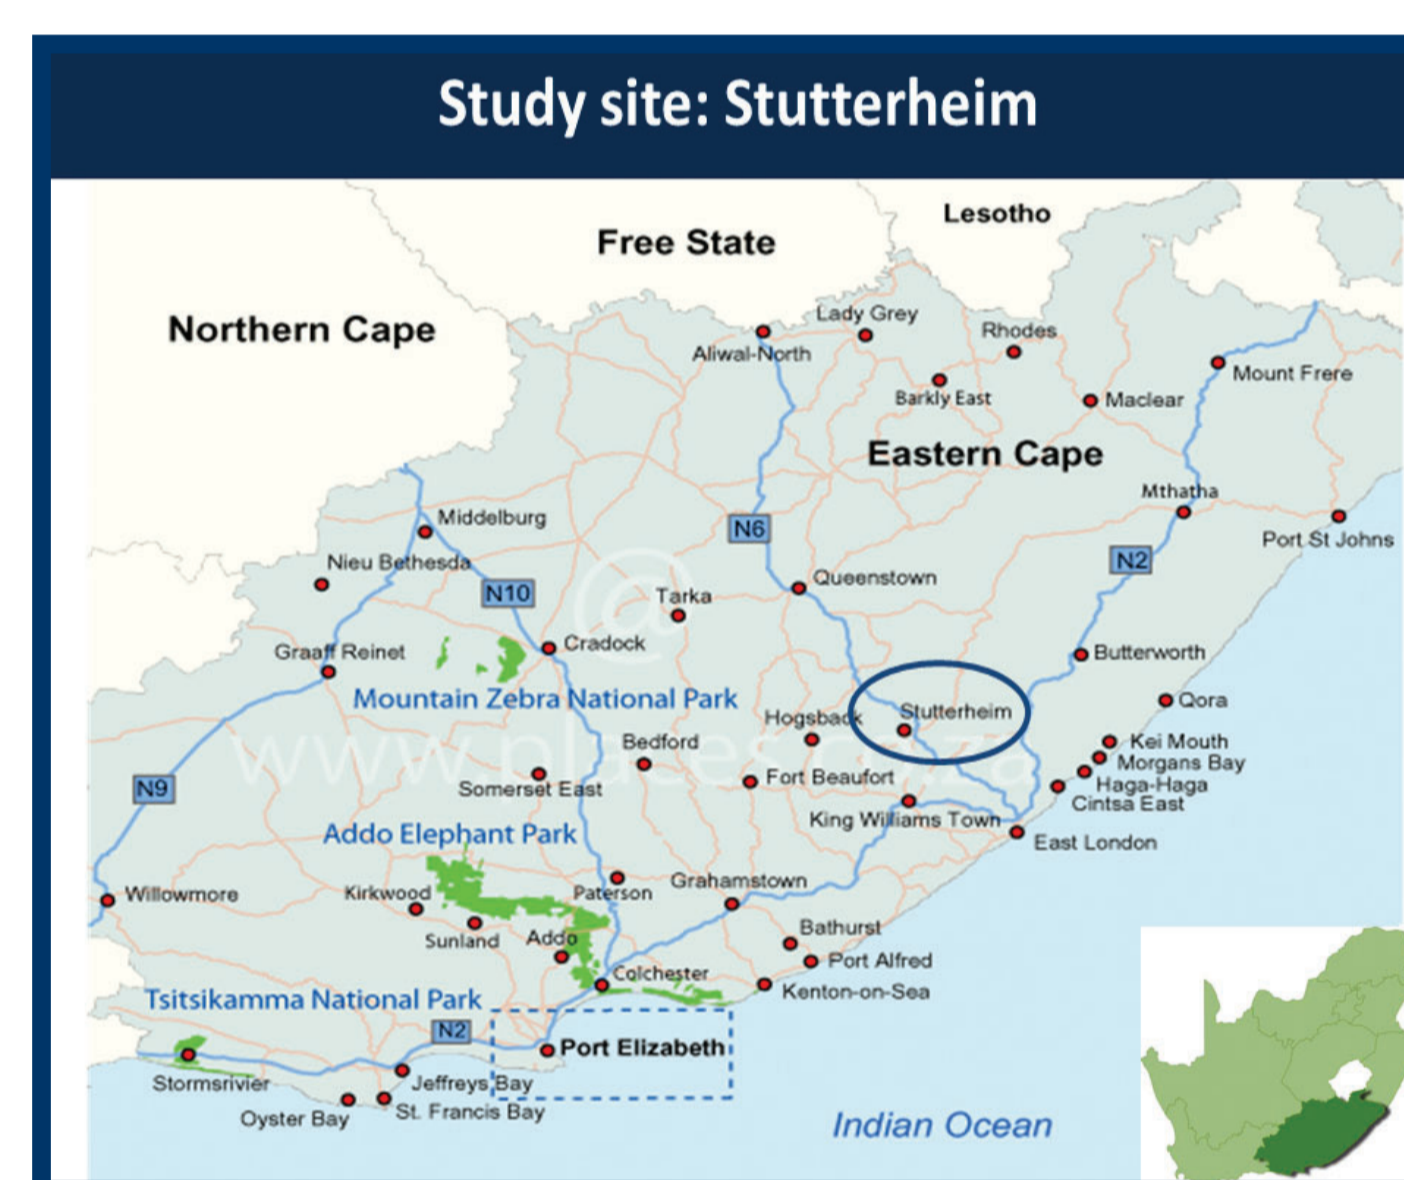 Study site: Stutterheim
Lesotho
Free State
Northern Cape
Lady Grey
Rhodes
Aliwal-North
Mount Frere
Barkly East
Maclear
Eastern Cape
Mthatha
Middelburg
N6
Port St Johns
Nieu Bethesda
N2
Queenstown
N10
Tarka
Cradock
Graaff Reinet
Butterworth
Mountain Zebra National Park
Qora
Stutterheim
Hogsback
Bedford
Kei Mouth
www.places.co.za
@
Morgans Bay
Fort Beaufort
Haga-Haga
N9
Somerset East
Cintsa East
King Williams Town
Addo Elephant Park
East London
Grahamstown
Willowmore
Kirkwood
Paterson
Bathurst
Sunland
Addo
Port Alfred
Colchester
Kenton-on-Sea
Tsitsikamma National Park
N2
Port Elizabeth
Stormsrivier
Jeffreys Bay
St. Francis Bay
Oyster Bay
Indian Ocean